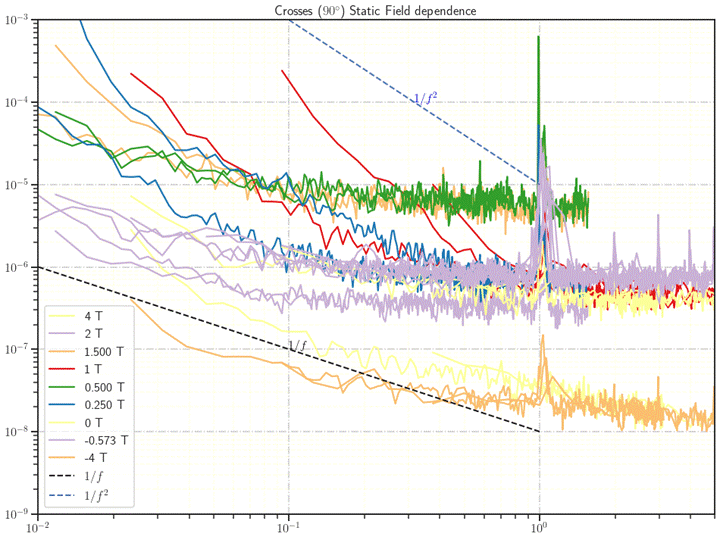 Crosses (90°) Static Field dependence
10⁻³
10⁻⁴
10⁻⁵
10⁻⁶
10⁻⁷
10⁻⁸
10⁻⁹
1/f²
1/f
4 T
2 T
1.500 T
1 T
0.500 T
0.250 T
0 T
-0.573 T
-4 T
1/f
1/f²
10⁻² 10⁻¹ 10⁰